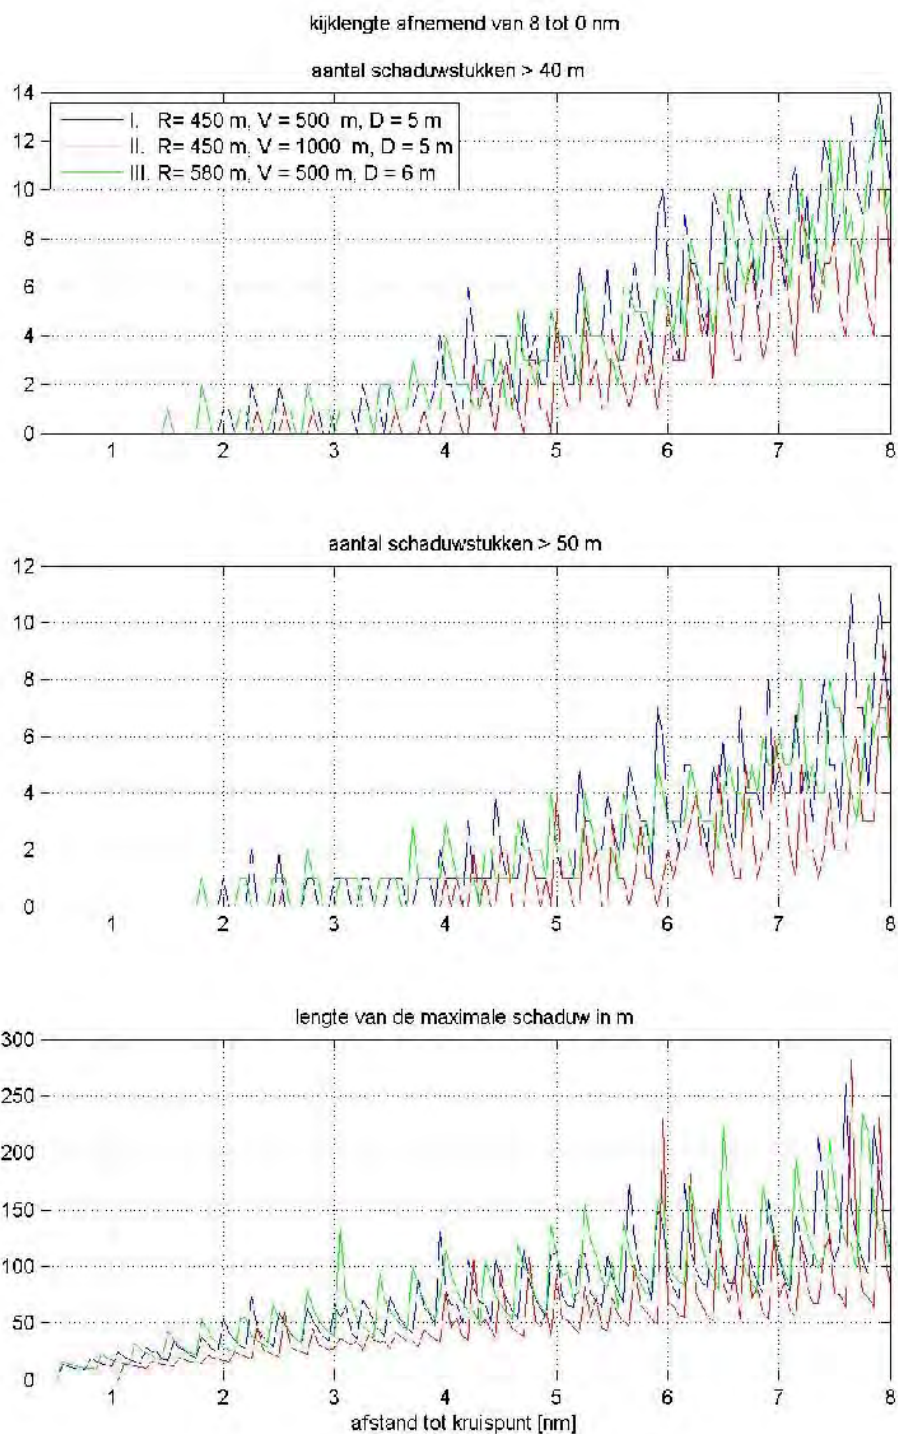 kijklengte afnemend van 8 tot 0 nm
aantal schaduwstukken > 40 m
14
12
10
8
6
4
2
0
I. R= 450 m, V = 500 m, D = 5 m
II. R= 450 m, V = 1000 m, D = 5 m
III. R= 580 m, V = 500 m, D = 6 m
1 2 3 4 5 6 7 8
aantal schaduwstukken > 50 m
12
10
8
6
4
2
0
1 2 3 4 5 6 7 8
lengte van de maximale schaduw in m
300
250
200
150
100
50
0
1 2 3 4 5 6 7 8
afstand tot kruispunt [nm]